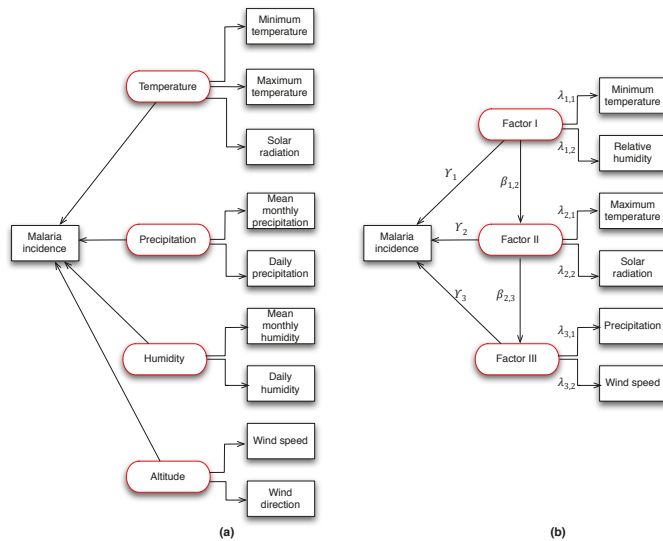 Minimum
temperature
Temperature
Maximum
temperature
Solar
radiation
Malaria
incidence
Precipitation
Mean
monthly
precipitation
Daily
precipitation
Humidity
Mean
monthly
humidity
Daily
humidity
Altitude
Wind speed
Wind
direction
(a)
Factor I
λ1,1
Minimum
temperature
λ1,2
Relative
humidity
ϒ1
β1,2
Malaria
incidence
ϒ2
Factor II
λ2,1
Maximum
temperature
λ2,2
Solar
radiation
ϒ3
β2,3
Factor III
λ3,1
Precipitation
λ3,2
Wind speed
(b)